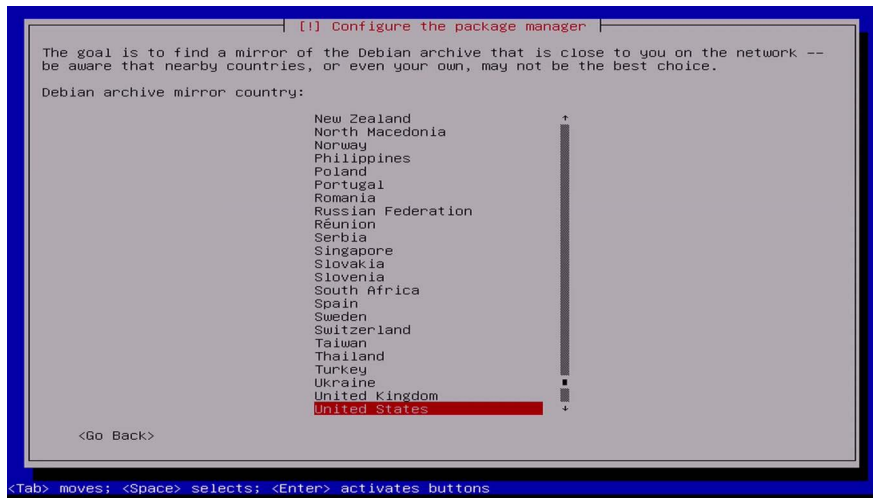 [!] Configure the package manager
The goal is to find a mirror of the Debian archive that is close to you on the network --
be aware that nearby countries, or even your own, may not be the best choice.
Debian archive mirror country:
New Zealand
North Macedonia
Norway
Philippines
Poland
Portugal
Romania
Russian Federation
Réunion
Serbia
Singapore
Slovakia
Slovenia
South Africa
Spain
Sweden
Switzerland
Taiwan
Thailand
Turkey
Ukraine
United Kingdom
United States
<Go Back>
<Tab> moves; <Space> selects; <Enter> activates buttons